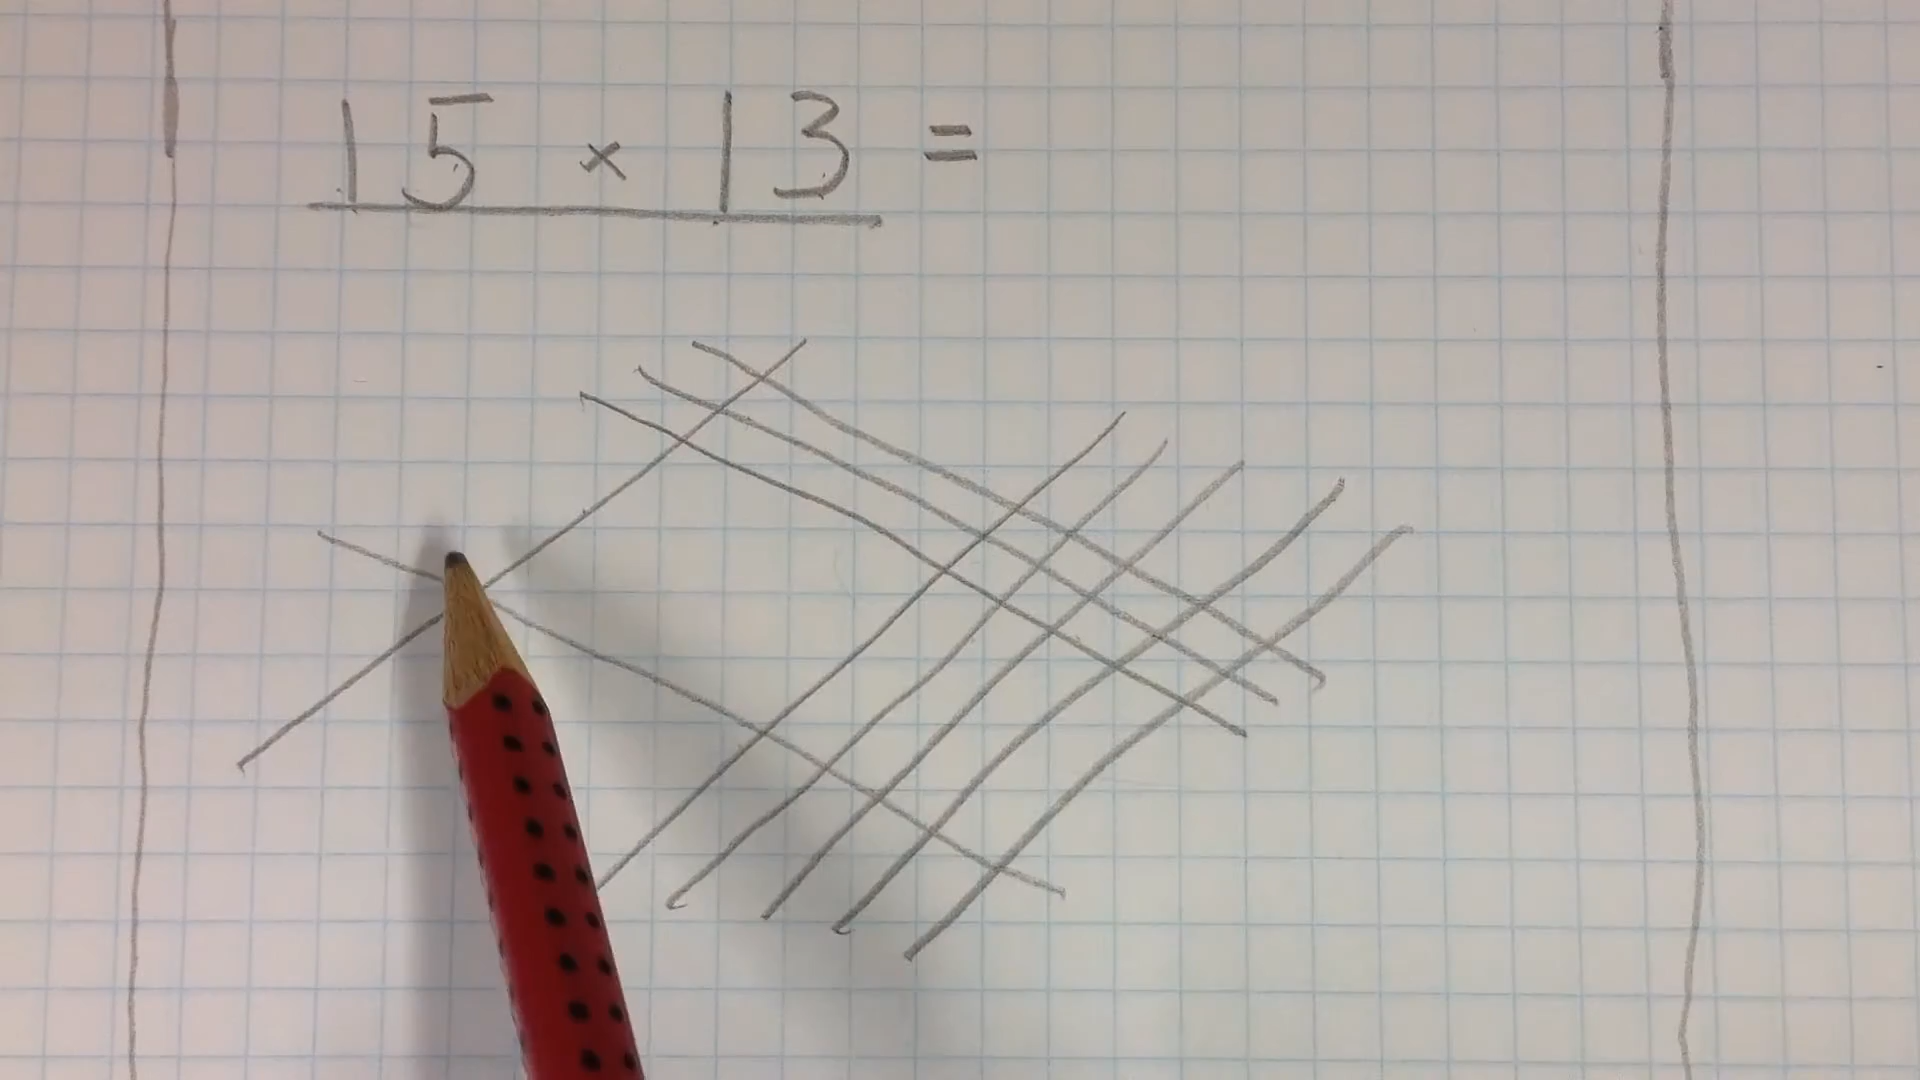 15 × 13 =